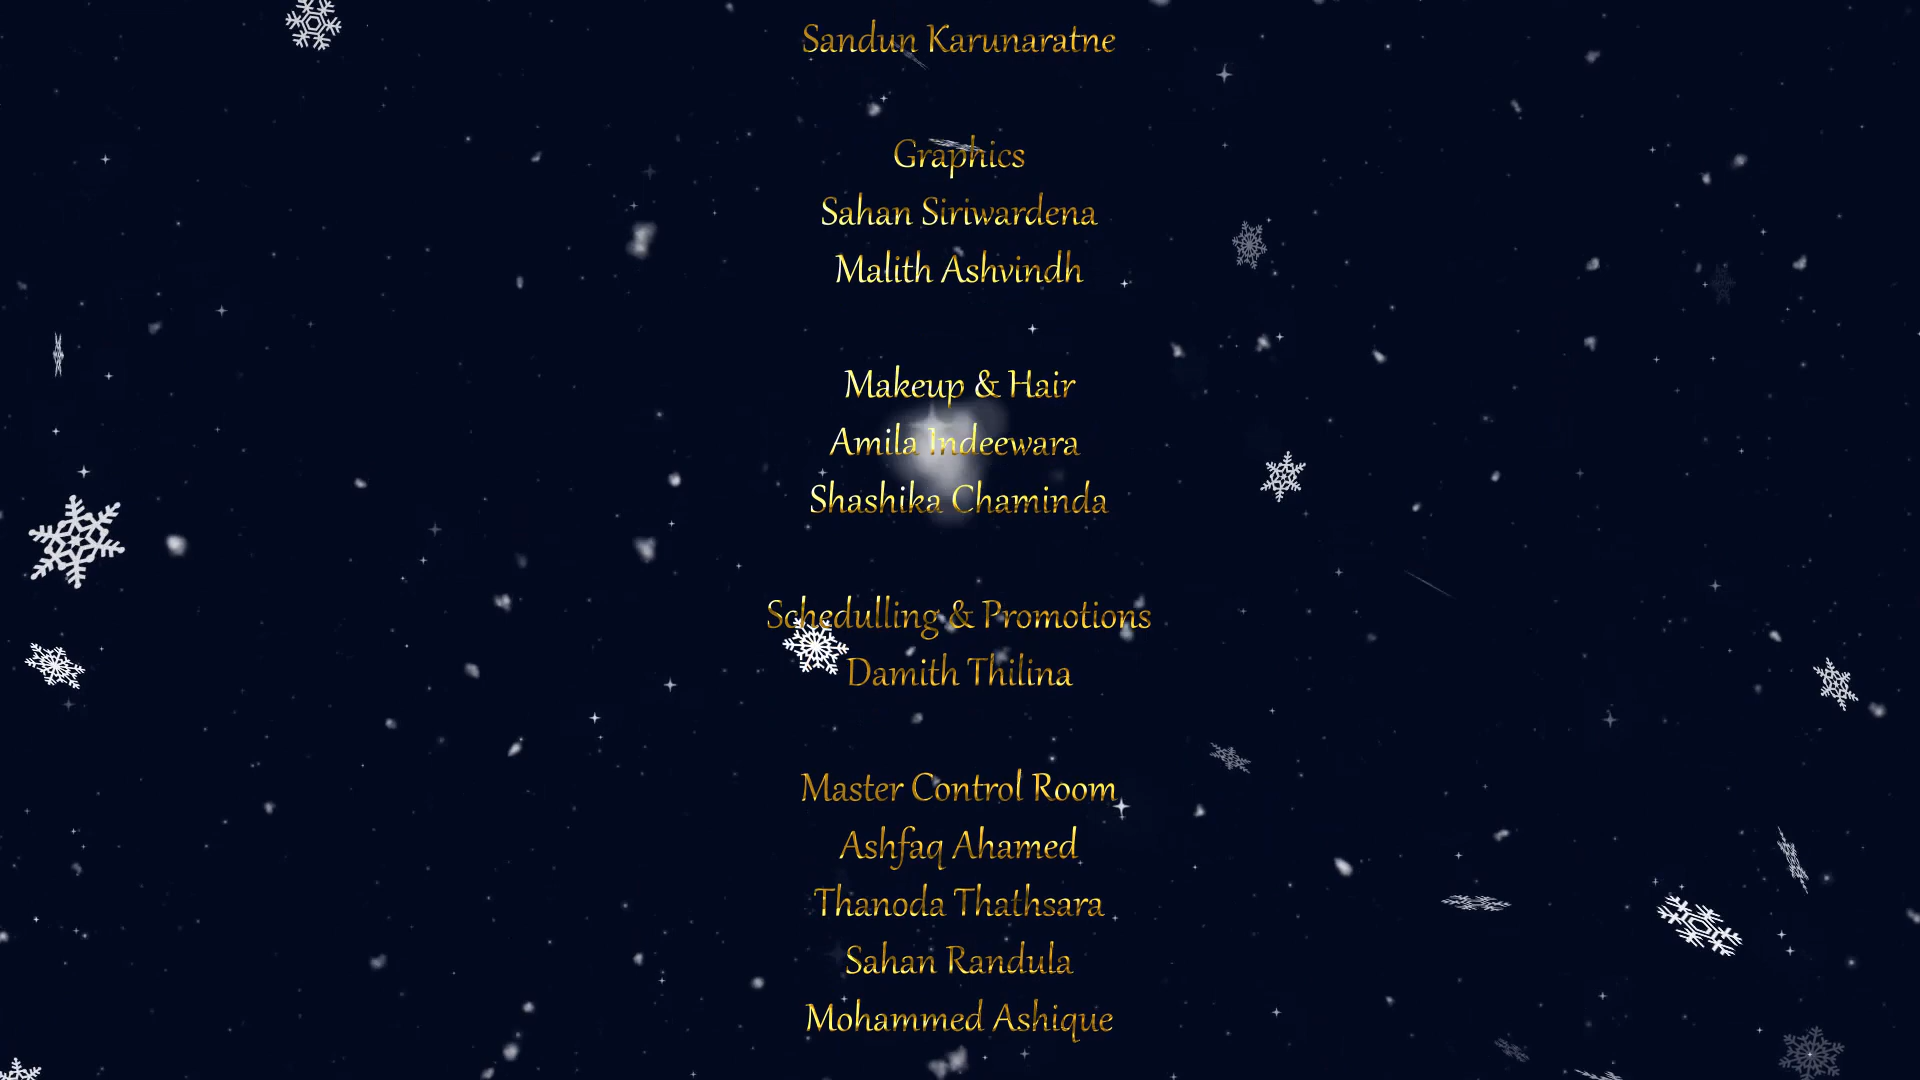 Sandun Karunaratne
Graphics
Sahan Siriwardena
Malith Ashvindh
Makeup & Hair
Amila Indeewara
Shashika Chaminda
Schedulling & Promotions
Damith Thilina
Master Control Room
Ashfaq Ahamed
Thanoda Thathsara
Sahan Randula
Mohammed Ashique